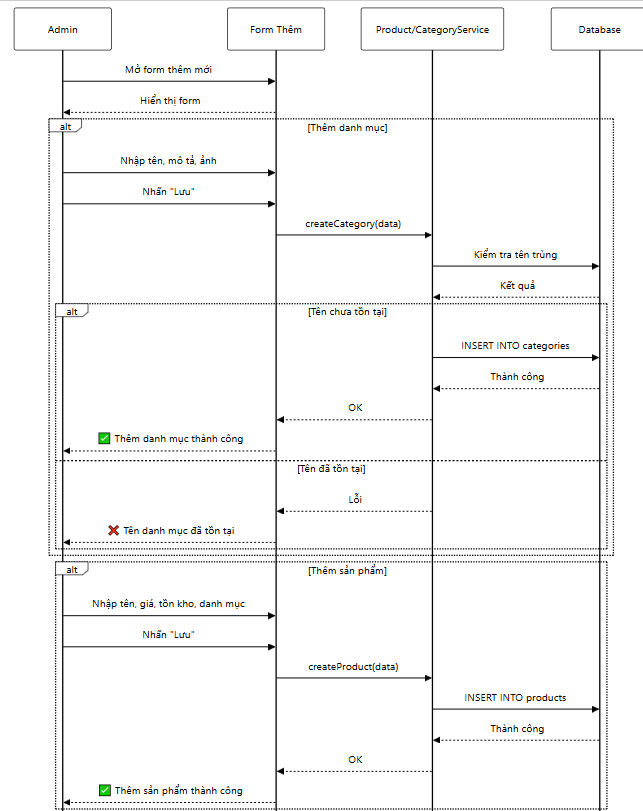 Admin
Form Thêm
Product/CategoryService
Database
Mở form thêm mới
Hiển thị form
alt
[Thêm danh mục]
Nhập tên, mô tả, ảnh
Nhấn "Lưu"
createCategory(data)
Kiểm tra tên trùng
Kết quả
alt
[Tên chưa tồn tại]
INSERT INTO categories
Thành công
OK
✅ Thêm danh mục thành công
[Tên đã tồn tại]
Lỗi
❌ Tên danh mục đã tồn tại
alt
[Thêm sản phẩm]
Nhập tên, giá, tồn kho, danh mục
Nhấn "Lưu"
createProduct(data)
INSERT INTO products
Thành công
OK
✅ Thêm sản phẩm thành công